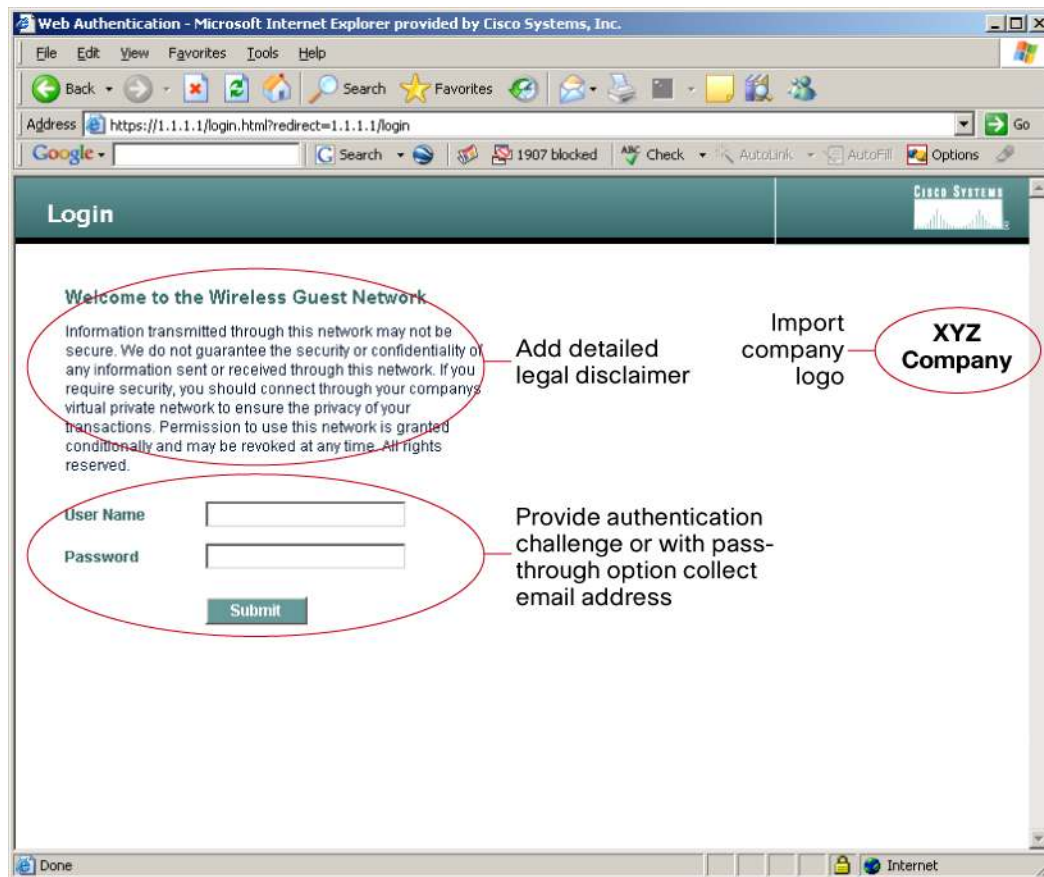 Web Authentication - Microsoft Internet Explorer provided by Cisco Systems, Inc.
File Edit View Favorites Tools Help
Back Search Favorites
Address https://1.1.1.1/login.html?redirect=1.1.1.1/login Go
Google Search 1907 blocked ABC Check AutoLink AutoFill Options
Login
CISCO SYSTEMS
Welcome to the Wireless Guest Network
Information transmitted through this network may not be
secure. We do not guarantee the security or confidentiality of
any information sent or received through this network. If you
require security, you should connect through your companys
virtual private network to ensure the privacy of your
transactions. Permission to use this network is granted
conditionally and may be revoked at any time. All rights
reserved.
Add detailed
legal disclaimer
Import
company
logo
XYZ
Company
User Name
Password
Submit
Provide authentication
challenge or with pass-
through option collect
email address
Done Internet